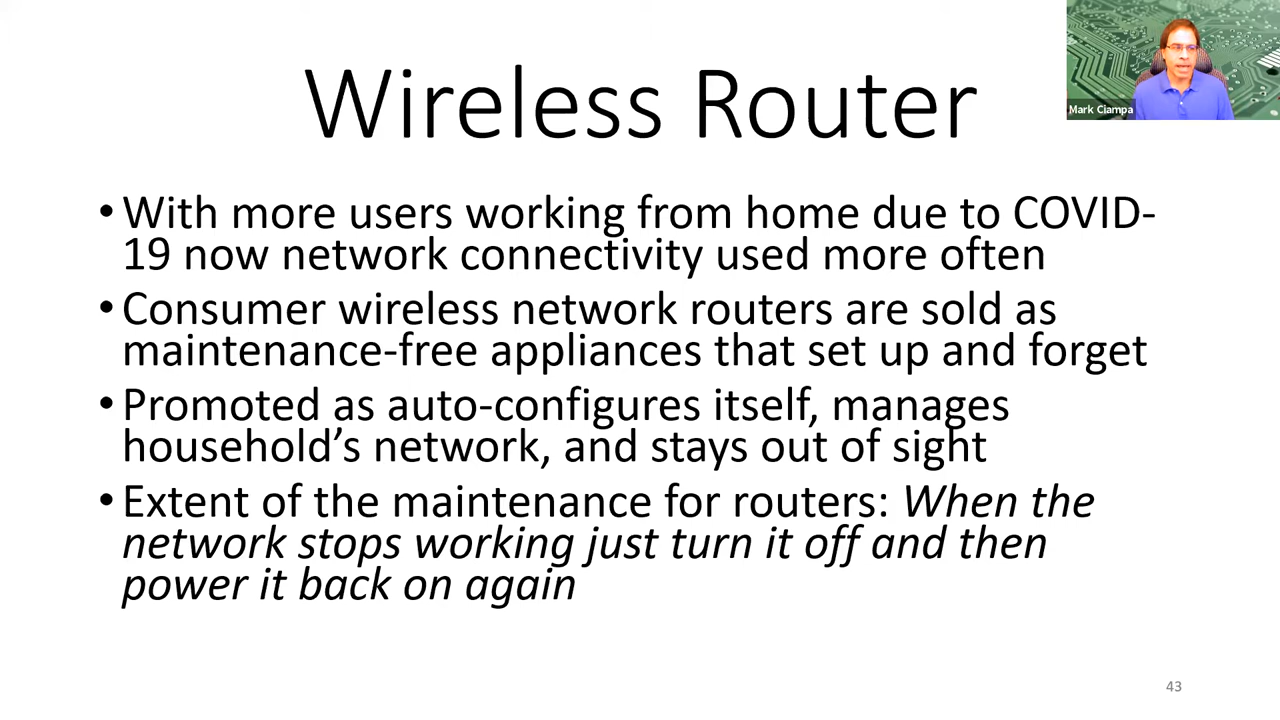 Wireless Router
Mark Ciampa
• With more users working from home due to COVID-
19 now network connectivity used more often
• Consumer wireless network routers are sold as
maintenance-free appliances that set up and forget
• Promoted as auto-configures itself, manages
household’s network, and stays out of sight
• Extent of the maintenance for routers: When the
network stops working just turn it off and then
power it back on again
43